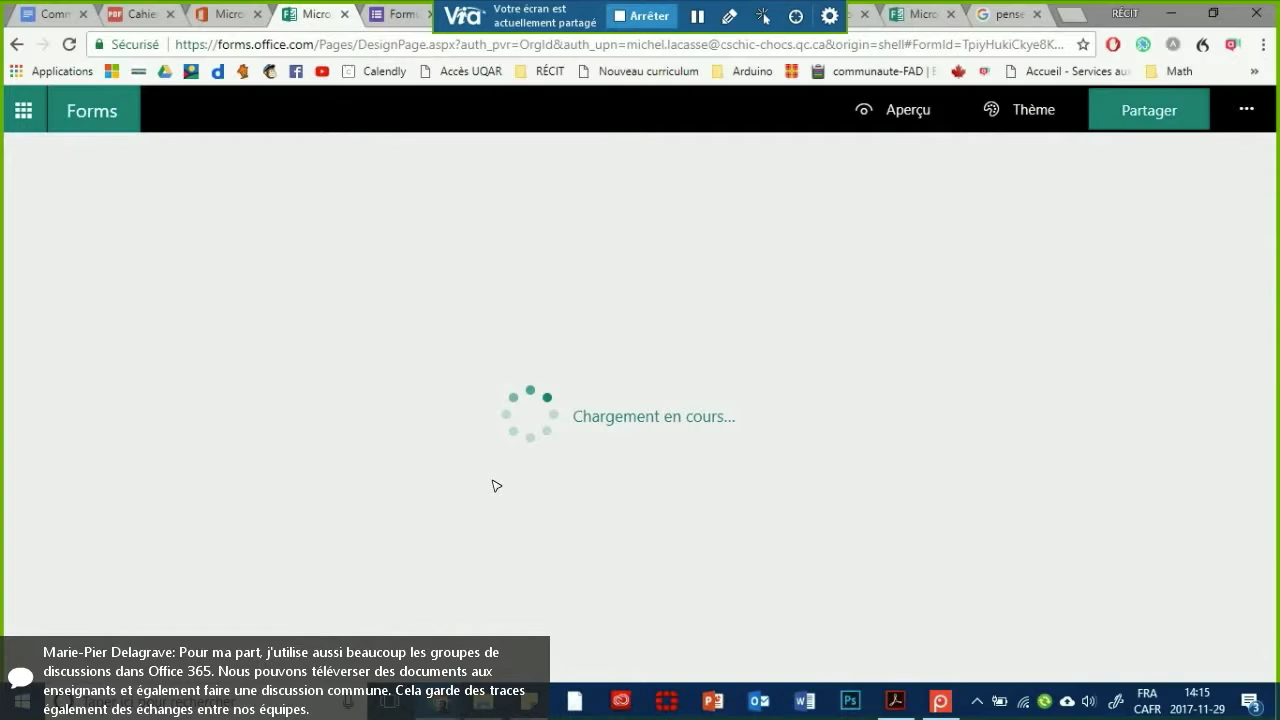 Comm
Cahie
Micro
Micro
Formu
Vía
Votre écran est
actuellement partagé
Arrêter
Micro
pense
RÉCIT
Sécurisé
https://forms.office.com/Pages/DesignPage.aspx?auth_pvr=OrgId&auth_upn=michel.lacasse@cschic-chocs.qc.ca&origin=shell#FormId=TpiyHukiCkye8K...
Applications
Calendly
Accès UQAR
RÉCIT
Nouveau curriculum
Arduino
communaute-FAD | E
Accueil - Services au
Math
»
Forms
Aperçu
Thème
Partager
...
Chargement en cours...
Marie-Pier Delagrave: Pour ma part, j'utilise aussi beaucoup les groupes de
discussions dans Office 365. Nous pouvons téléverser des documents aux
enseignants et également faire une discussion commune. Cela garde des traces
également des échanges entre nos équipes.
FRA
CAFR
14:15
2017-11-29
3